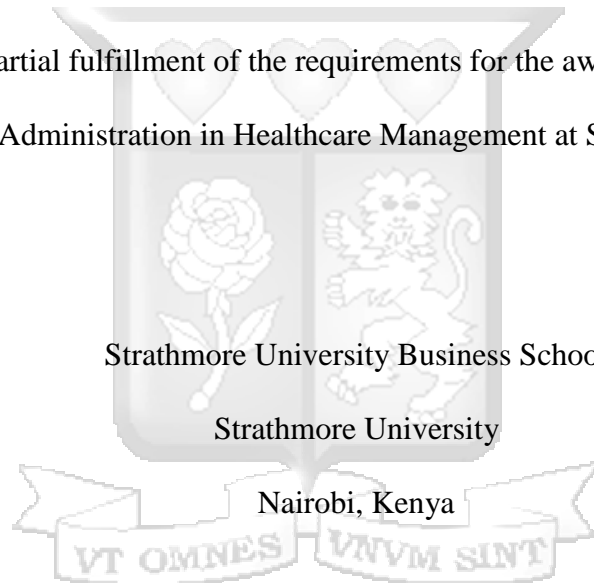 artial fulfillment of the requirements for the aw
Administration in Healthcare Management at S
Strathmore University Business Schoo
Strathmore University
Nairobi, Kenya
VT OMNES VNVM SINT